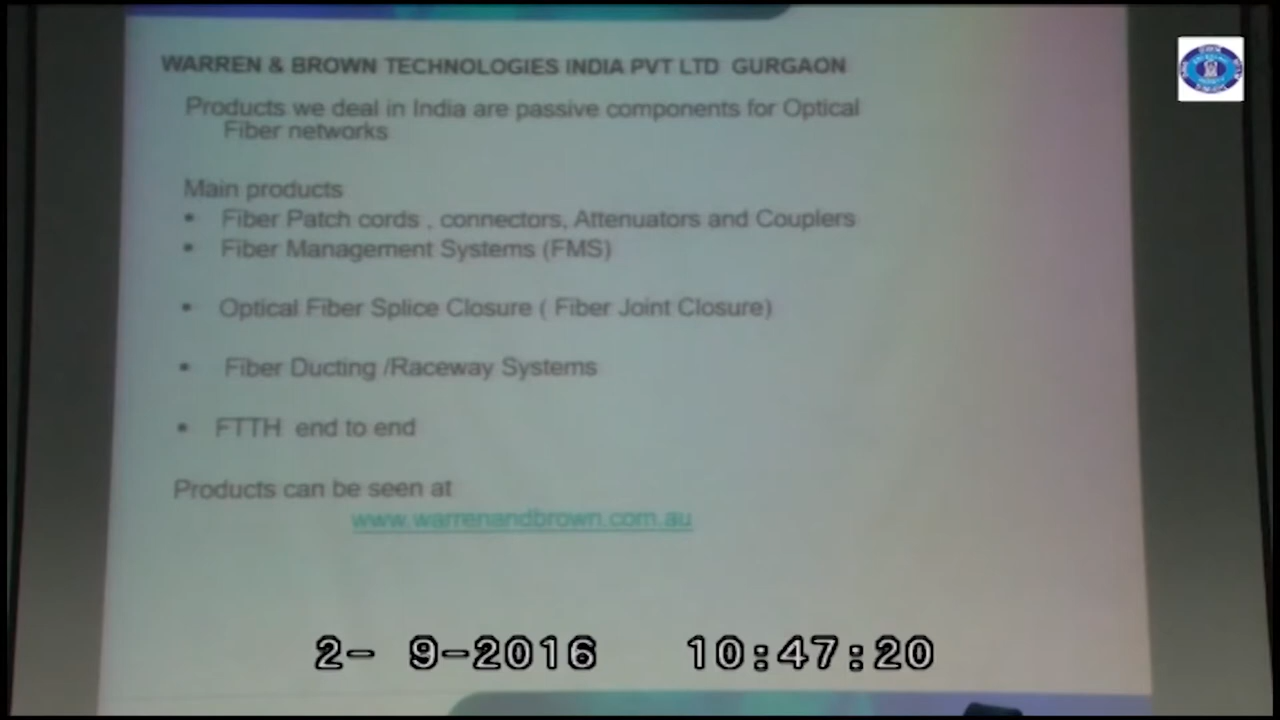 WARREN & BROWN TECHNOLOGIES INDIA PVT LTD GURGAON
Products we deal in India are passive components for Optical
Fiber networks
Main products
• Fiber Patch cords , connectors, Attenuators and Couplers
• Fiber Management Systems (FMS)
• Optical Fiber Splice Closure ( Fiber Joint Closure)
• Fiber Ducting /Raceway Systems
• FTTH end to end
Products can be seen at
www.warrenandbrown.com.au
2- 9-2016 10:47:20